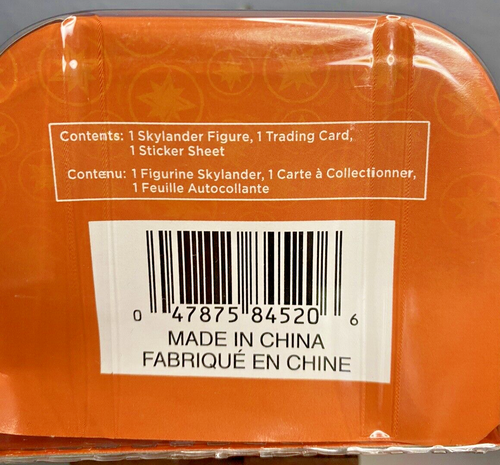 Contents: 1 Skylander Figure, 1 Trading Card,
1 Sticker Sheet
Contenu: 1 Figurine Skylander, 1 Carte à Collectionner,
1 Feuille Autocollante
0 47875 84520 6
MADE IN CHINA
FABRIQUÉ EN CHINE